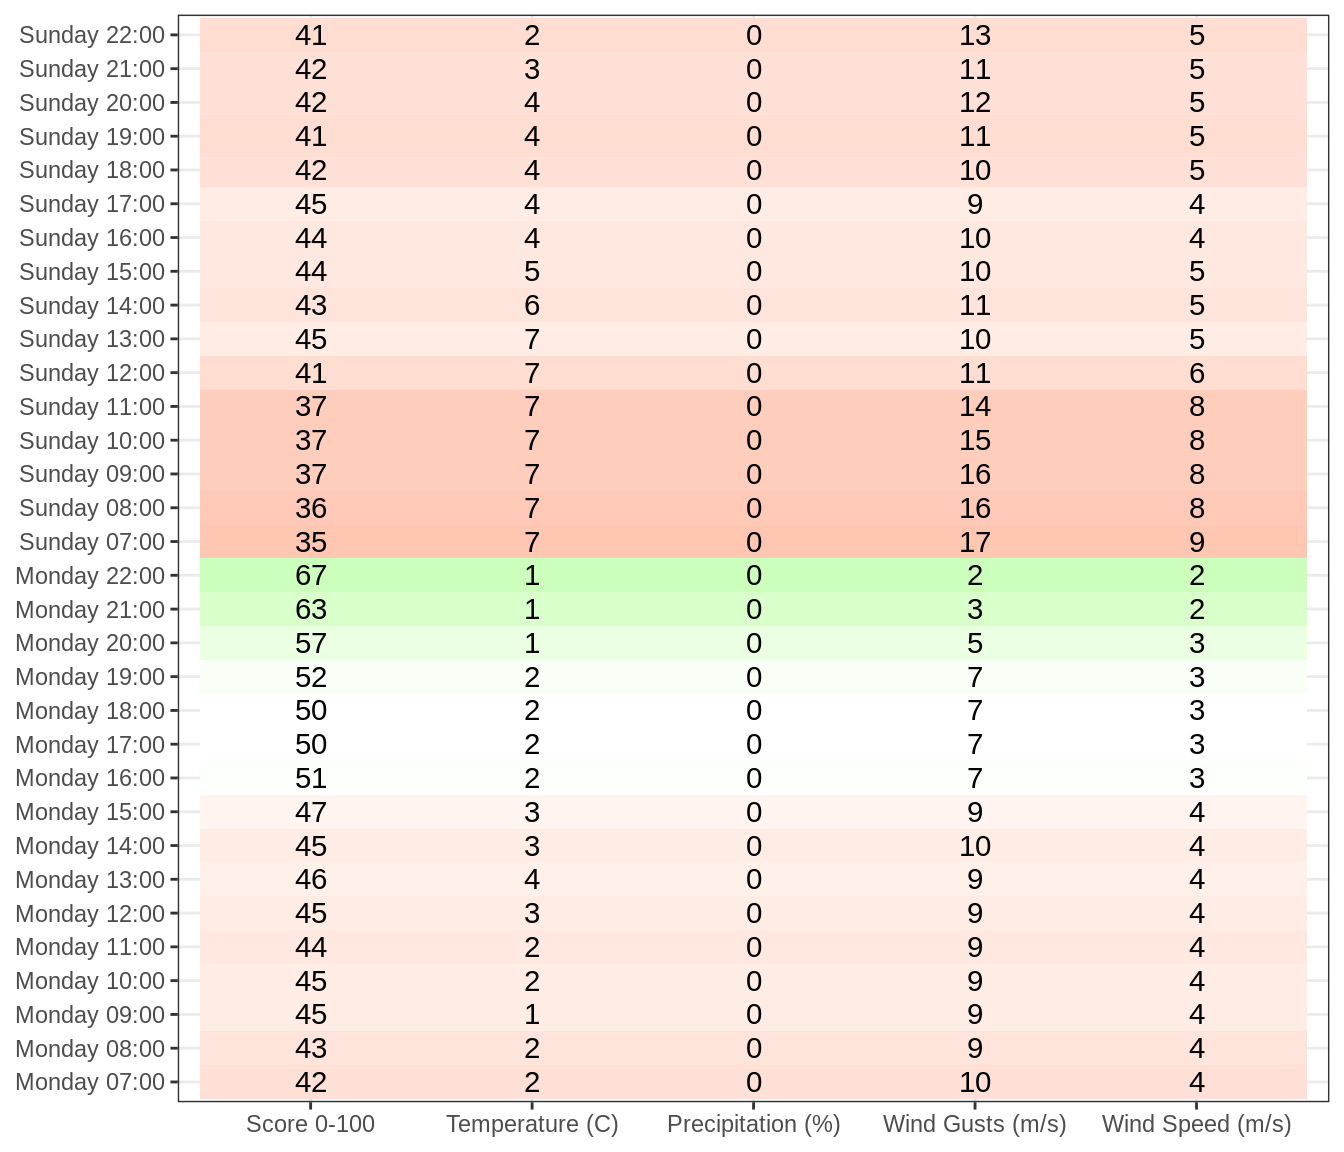 Sunday 22:00 41 2 0 13 5
Sunday 21:00 42 3 0 11 5
Sunday 20:00 42 4 0 12 5
Sunday 19:00 41 4 0 11 5
Sunday 18:00 42 4 0 10 5
Sunday 17:00 45 4 0 9 4
Sunday 16:00 44 4 0 10 4
Sunday 15:00 44 5 0 10 5
Sunday 14:00 43 6 0 11 5
Sunday 13:00 45 7 0 10 5
Sunday 12:00 41 7 0 11 6
Sunday 11:00 37 7 0 14 8
Sunday 10:00 37 7 0 15 8
Sunday 09:00 37 7 0 16 8
Sunday 08:00 36 7 0 16 8
Sunday 07:00 35 7 0 17 9
Monday 22:00 67 1 0 2 2
Monday 21:00 63 1 0 3 2
Monday 20:00 57 1 0 5 3
Monday 19:00 52 2 0 7 3
Monday 18:00 50 2 0 7 3
Monday 17:00 50 2 0 7 3
Monday 16:00 51 2 0 7 3
Monday 15:00 47 3 0 9 4
Monday 14:00 45 3 0 10 4
Monday 13:00 46 4 0 9 4
Monday 12:00 45 3 0 9 4
Monday 11:00 44 2 0 9 4
Monday 10:00 45 2 0 9 4
Monday 09:00 45 1 0 9 4
Monday 08:00 43 2 0 9 4
Monday 07:00 42 2 0 10 4
Score 0-100 Temperature (C) Precipitation (%) Wind Gusts (m/s) Wind Speed (m/s)